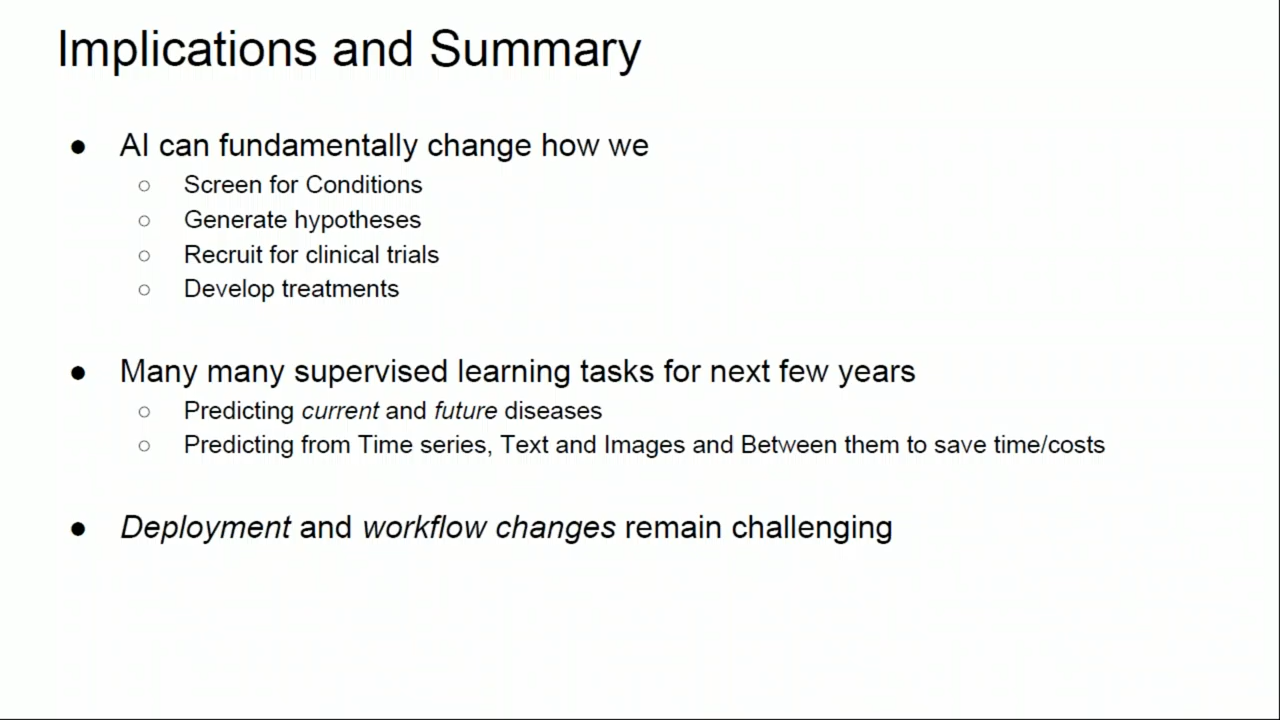 Implications and Summary
● AI can fundamentally change how we
○ Screen for Conditions
○ Generate hypotheses
○ Recruit for clinical trials
○ Develop treatments
● Many many supervised learning tasks for next few years
○ Predicting current and future diseases
○ Predicting from Time series, Text and Images and Between them to save time/costs
● Deployment and workflow changes remain challenging